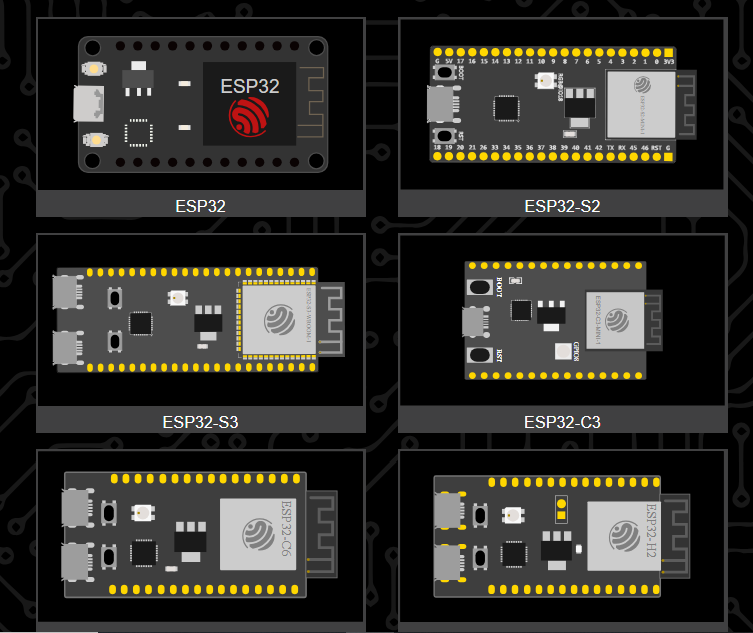 ESP32
ESP32
G 5V 17 16 15 14 13 12 11 10 9 8 7 6 5 4 3 2 1 0 3V3
BOOT
RST
18 19 20 21 26 33 34 35 36 37 38 39 40 41 42 TX RX 45 46 RST G
ESP32-S2
ESP32-S3
BOOT
RST
GPIO8
ESP32-C3-MINI-1
ESP32-C3
ESP32-C6
ESP32-H2